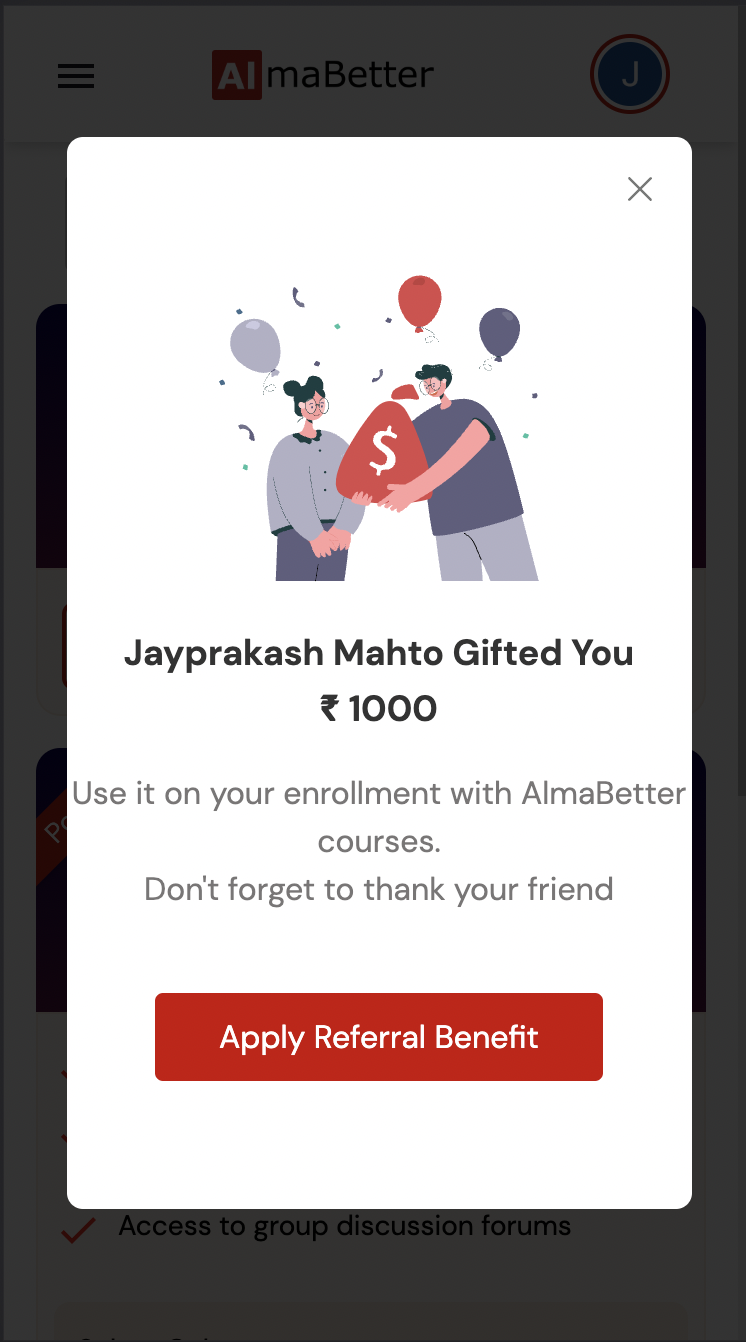 AlmaBetter
J
Jayprakash Mahto Gifted You
₹ 1000
$
Use it on your enrollment with AlmaBetter
courses.
Don't forget to thank your friend
Apply Referral Benefit
Access to group discussion forums